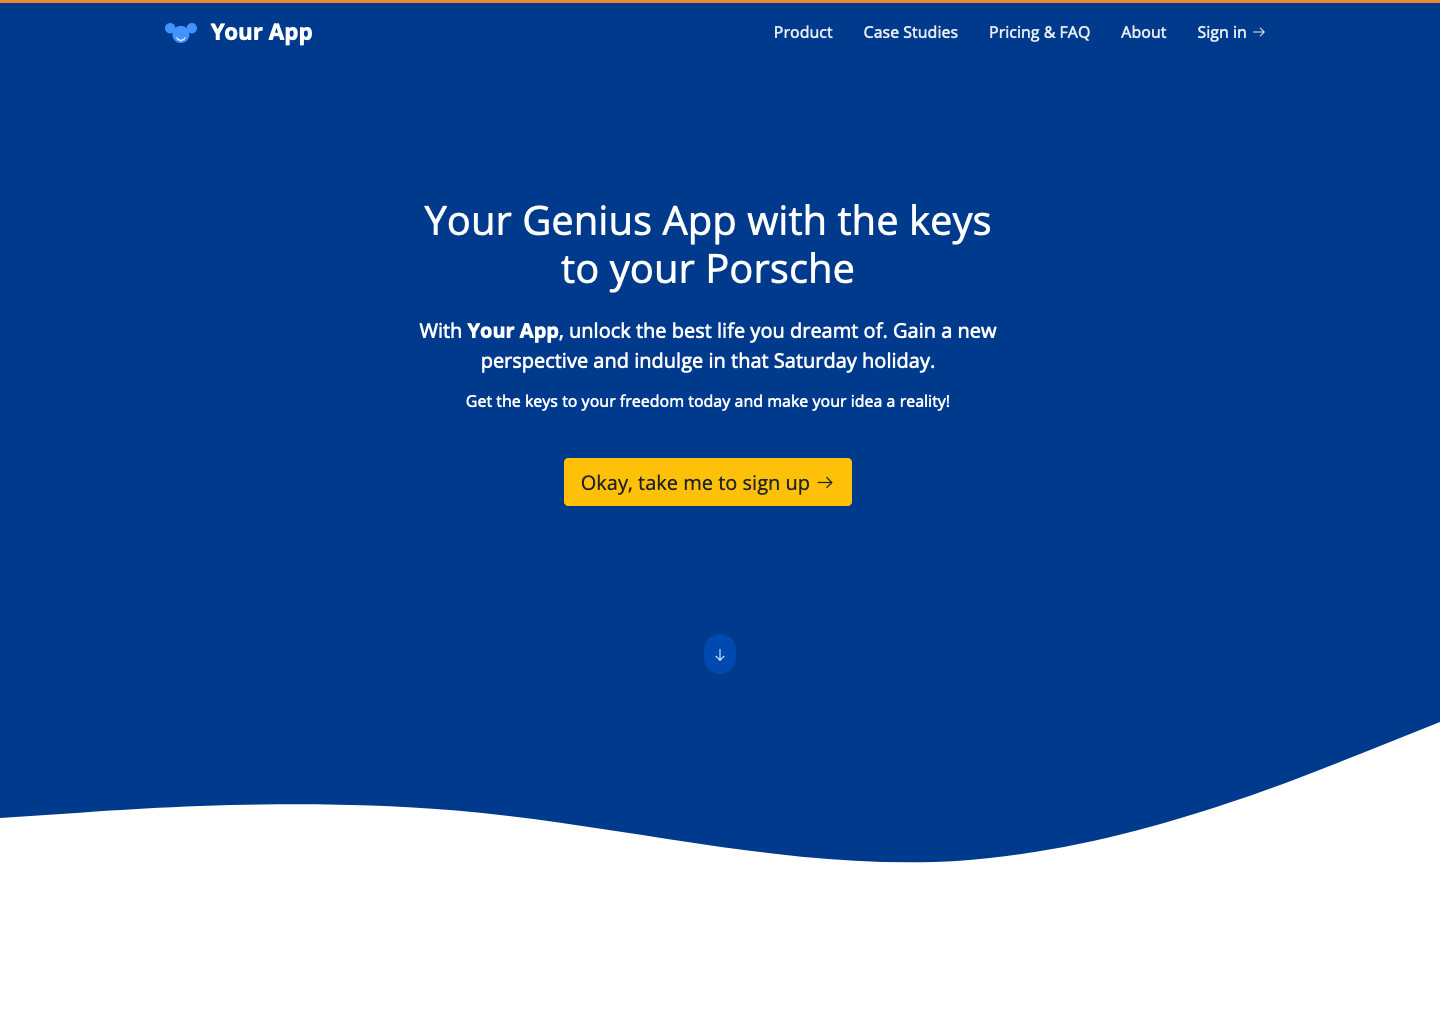 Your App
Product
Case Studies
Pricing & FAQ
About
Sign in →
Your Genius App with the keys
to your Porsche
With Your App, unlock the best life you dreamt of. Gain a new
perspective and indulge in that Saturday holiday.
Get the keys to your freedom today and make your idea a reality!
Okay, take me to sign up →
↓